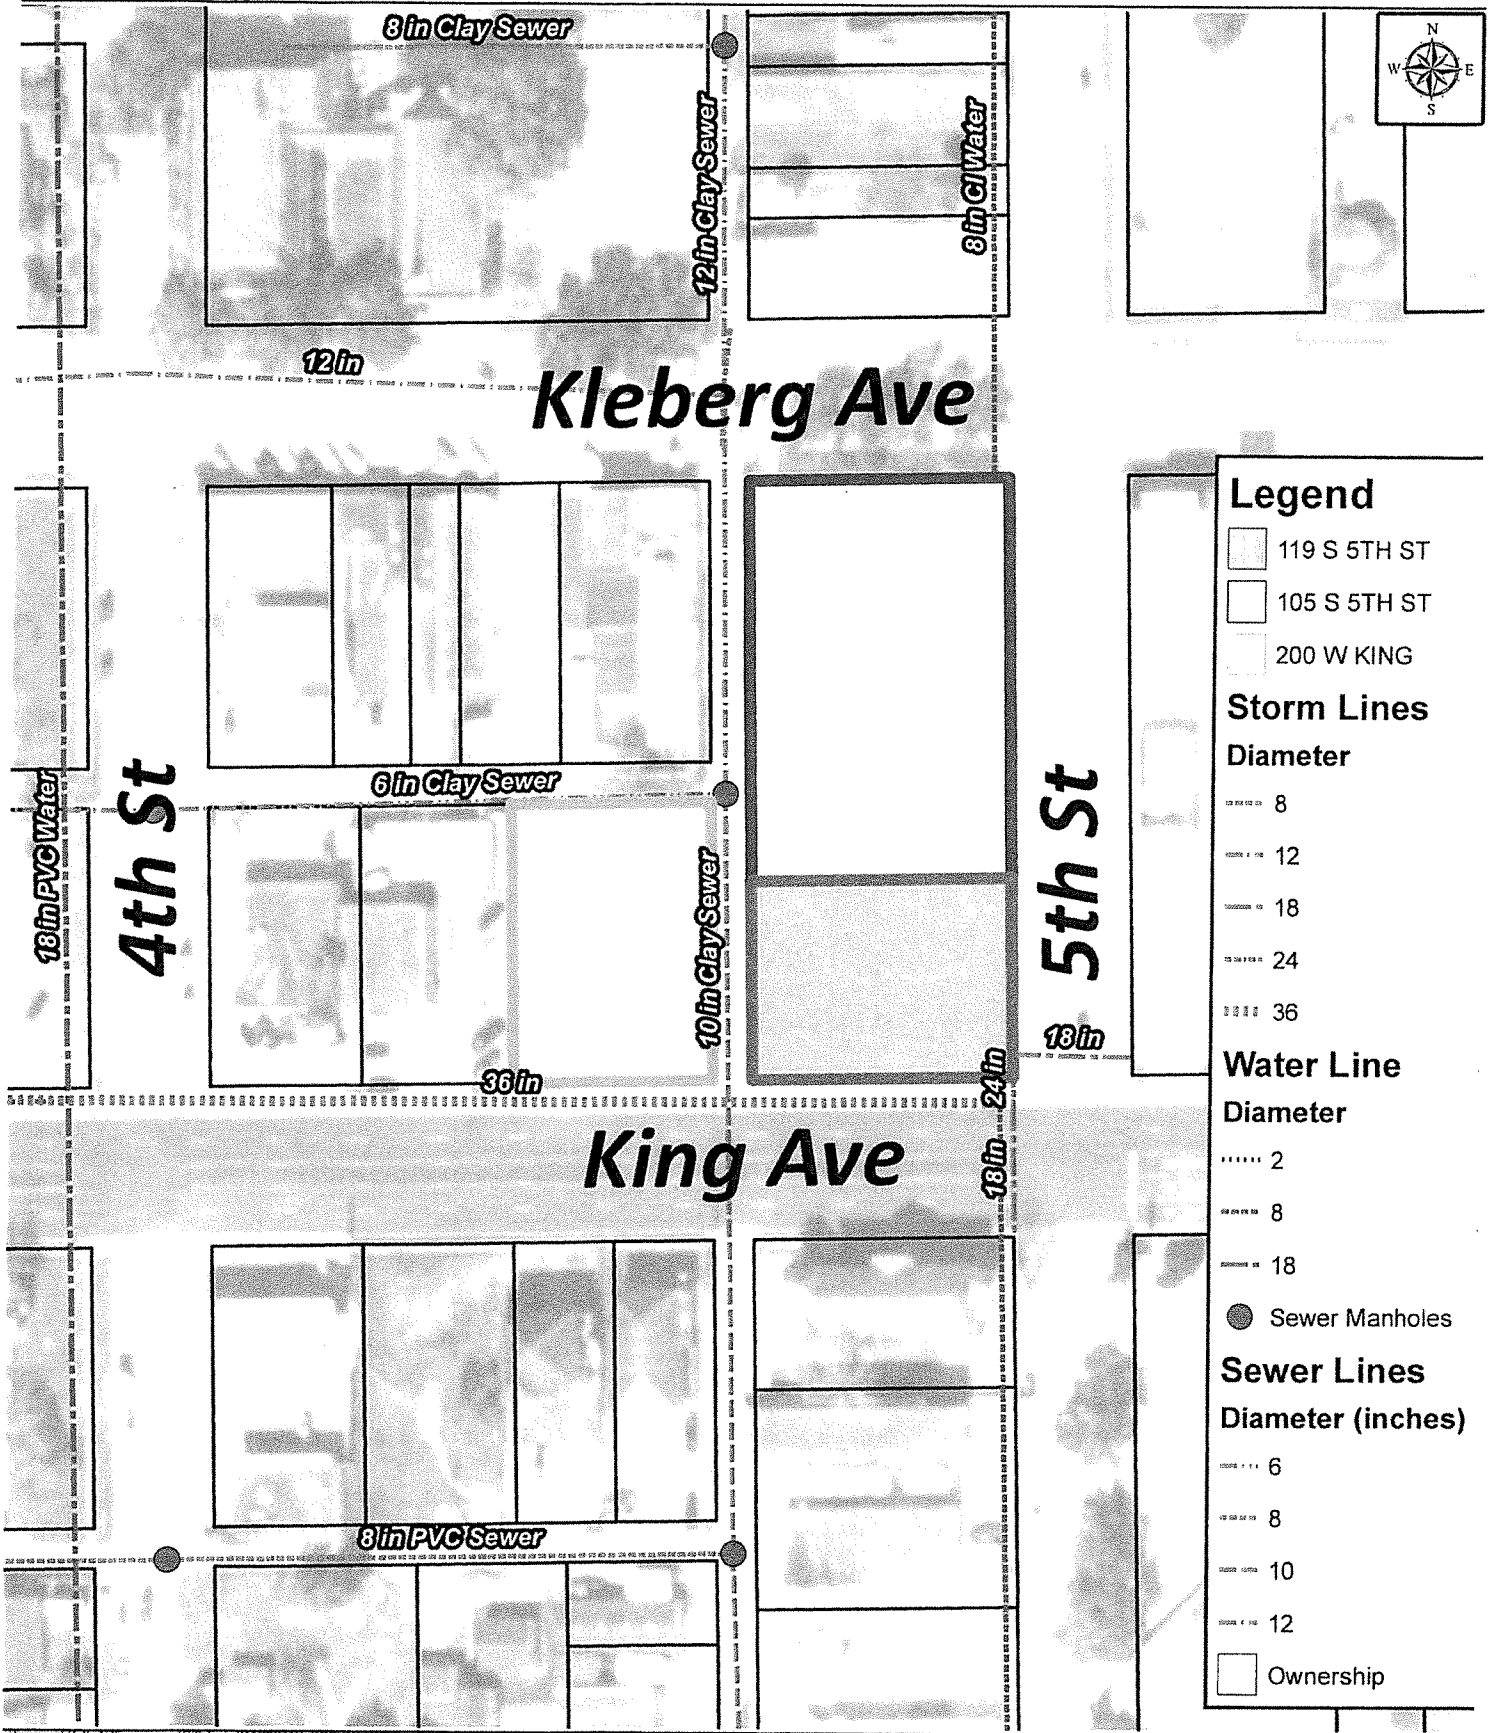 8 in Clay Sewer
N
W E
S
12 in Clay Sewer
8 in CI Water
12 in
Kleberg Ave
Legend
119 S 5TH ST
105 S 5TH ST
200 W KING
Storm Lines
Diameter
8
12
18
24
36
Water Line
Diameter
2
8
18
Sewer Manholes
Sewer Lines
Diameter (inches)
6
8
10
12
Ownership
6 in Clay Sewer
18 in PVC Water
4th St
10 in Clay Sewer
5th St
18 in
36 in
24 in
King Ave
18 in
8 in PVC Sewer